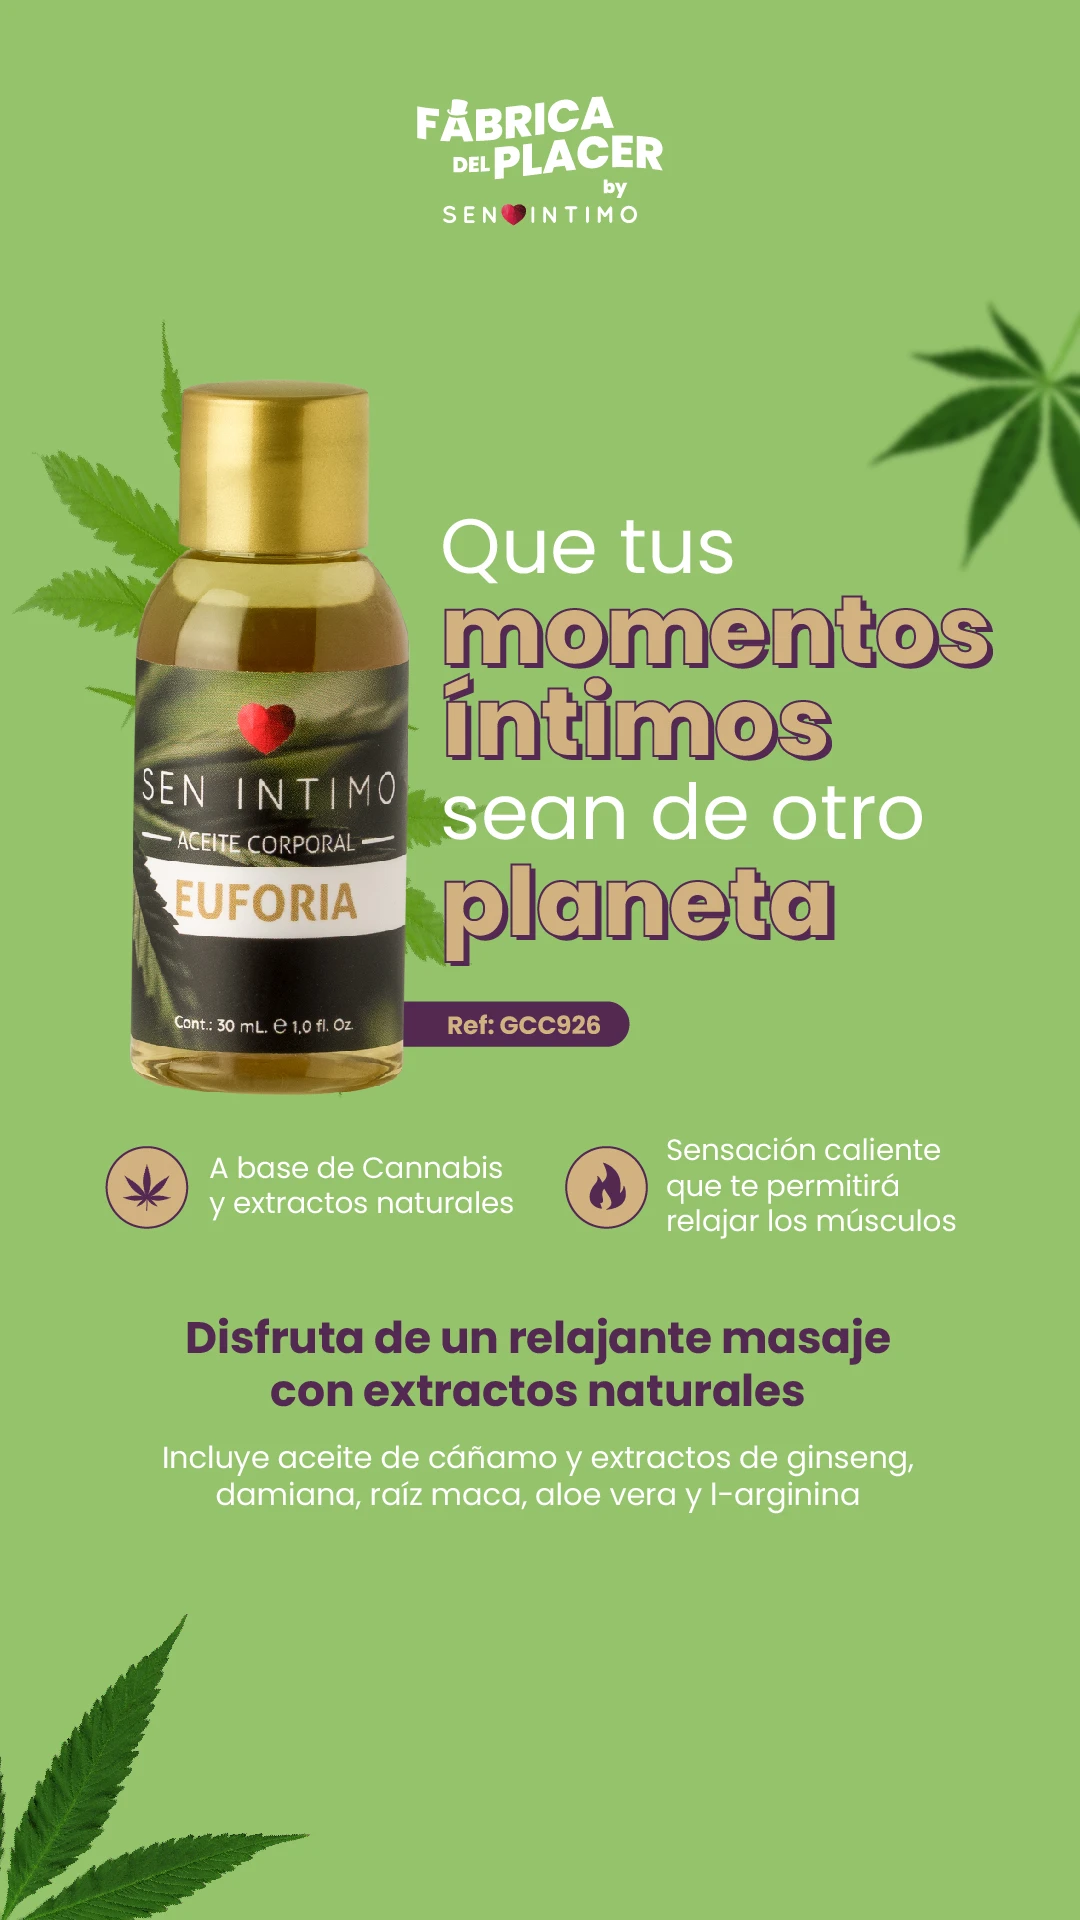 FÁBRICA
DEL PLACER
by
SEN INTIMO
Que tus
momentos
íntimos
sean de otro
planeta
SEN INTIMO
ACEITE CORPORAL
EUFORIA
Cont.: 30 mL. ℮ 1,0 fl. Oz.
Ref: GCC926
A base de Cannabis
y extractos naturales
Sensación caliente
que te permitirá
relajar los músculos
Disfruta de un relajante masaje
con extractos naturales
Incluye aceite de cáñamo y extractos de ginseng,
damiana, raíz maca, aloe vera y l-arginina